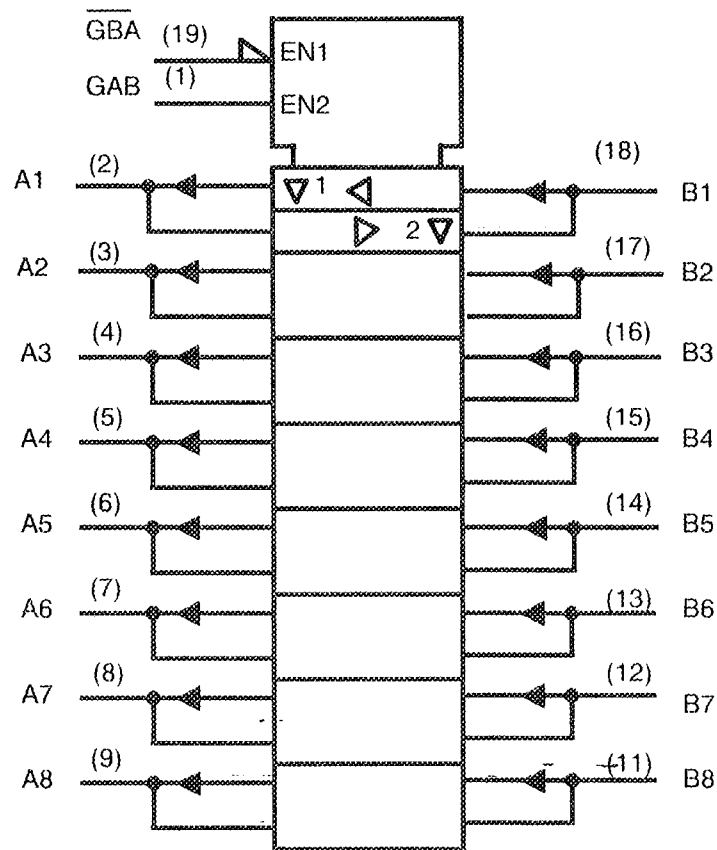 GBA (19) EN1
GAB (1) EN2
A1 (2) 1 (18) B1
2
A2 (3) (17) B2
A3 (4) (16) B3
A4 (5) (15) B4
A5 (6) (14) B5
A6 (7) (13) B6
A7 (8) (12) B7
A8 (9) (11) B8